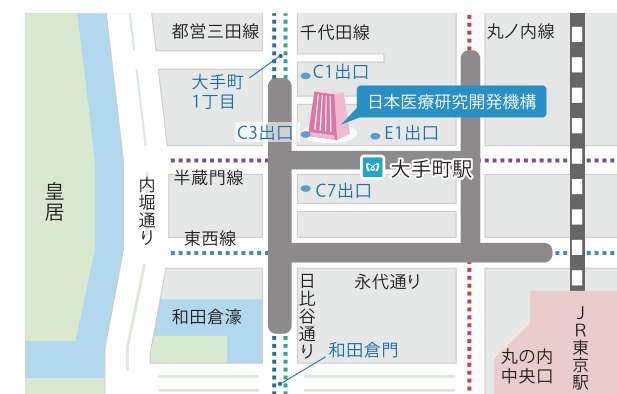 都営三田線
千代田線
丸ノ内線
大手町
1丁目
C1出口
日本医療研究開発機構
C3出口
E1出口
大手町駅
半蔵門線
C7出口
皇居
内堀通り
東西線
日比谷通り
永代通り
和田倉濠
和田倉門
丸の内
中央口
JR東京駅